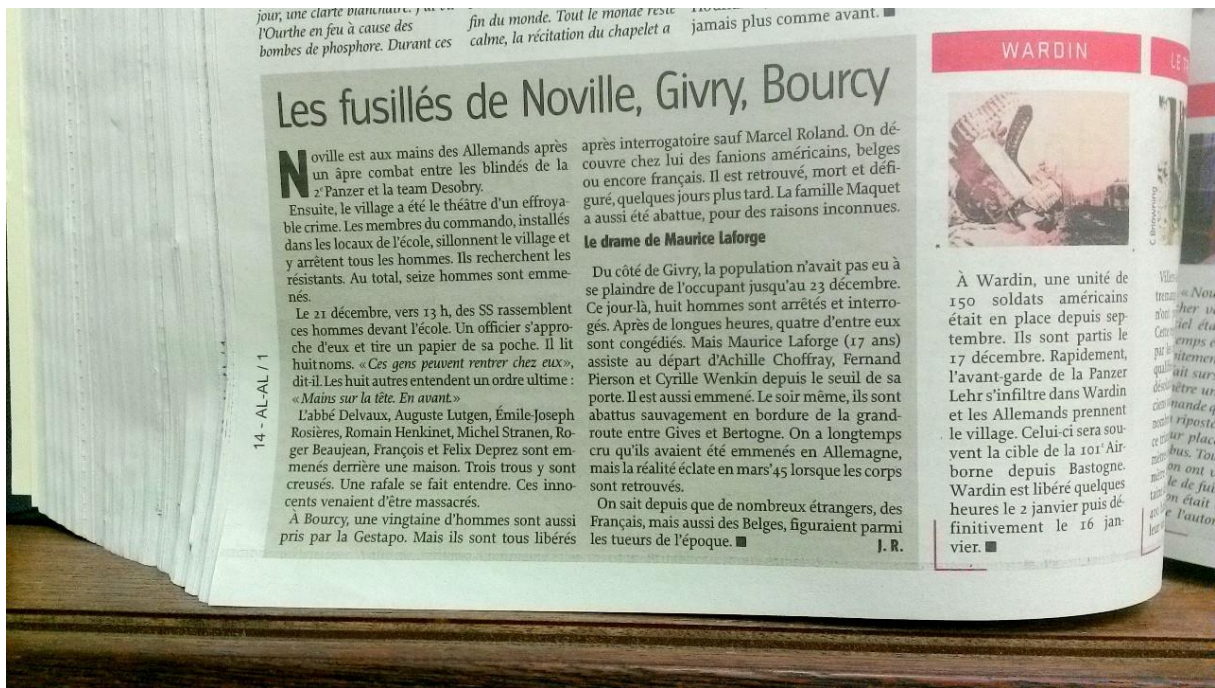 jour, une clarté
l'Ourthe en feu à cause des
bombes de phosphore. Durant ces
fin du monde. Tout le monde reste
calme, la récitation du chapelet a
jamais plus comme avant. ■
Les fusillés de Noville, Givry, Bourcy
Noville est aux mains des Allemands après
un âpre combat entre les blindés de la
2e Panzer et la team Desobry.
Ensuite, le village a été le théâtre d'un effroya-
ble crime. Les membres du commando, installés
dans les locaux de l'école, sillonnent le village et
y arrêtent tous les hommes. Ils recherchent les
résistants. Au total, seize hommes sont emme-
nés.
Le 21 décembre, vers 13 h, des SS rassemblent
ces hommes devant l'école. Un officier s'appro-
che d'eux et tire un papier de sa poche. Il lit
huit noms. «Ces gens peuvent rentrer chez eux»,
dit-il. Les huit autres entendent un ordre ultime :
«Mains sur la tête. En avant.»
L'abbé Delvaux, Auguste Lutgen, Émile-Joseph
Rosières, Romain Henkinet, Michel Stranen, Ro-
ger Beaujean, François et Felix Deprez sont em-
menés derrière une maison. Trois trous y sont
creusés. Une rafale se fait entendre. Ces inno-
cents venaient d'être massacrés.
À Bourcy, une vingtaine d'hommes sont aussi
pris par la Gestapo. Mais ils sont tous libérés
après interrogatoire sauf Marcel Roland. On dé-
couvre chez lui des fanions américains, belges
ou encore français. Il est retrouvé, mort et défi-
guré, quelques jours plus tard. La famille Maquet
a aussi été abattue, pour des raisons inconnues.
le drame de Maurice Laforge
Du côté de Givry, la population n'avait pas eu à
se plaindre de l'occupant jusqu'au 23 décembre.
Ce jour-là, huit hommes sont arrêtés et interro-
gés. Après de longues heures, quatre d'entre eux
sont congédiés. Mais Maurice Laforge (17 ans)
assiste au départ d'Achille Choffray, Fernand
Pierson et Cyrille Wenkin depuis le seuil de sa
porte. Il est aussi emmené. Le soir même, ils sont
abattus sauvagement en bordure de la grand-
route entre Gives et Bertogne. On a longtemps
cru qu'ils avaient été emmenés en Allemagne,
mais la réalité éclate en mars'45 lorsque les corps
sont retrouvés.
On sait depuis que de nombreux étrangers, des
Français, mais aussi des Belges, figuraient parmi
les tueurs de l'époque. ■
J. R.
14 - AL-AL / 1
WARDIN
À Wardin, une unité de
150 soldats américains
était en place depuis sep-
tembre. Ils sont partis le
17 décembre. Rapidement,
l'avant-garde de la Panzer
Lehr s'infiltre dans Wardin
et les Allemands prennent
le village. Celui-ci sera sou-
vent la cible de la 101e Air-
borne depuis Bastogne.
Wardin est libéré quelques
heures le 2 janvier puis dé-
finitivement le 16 jan-
vier. ■
C Browning